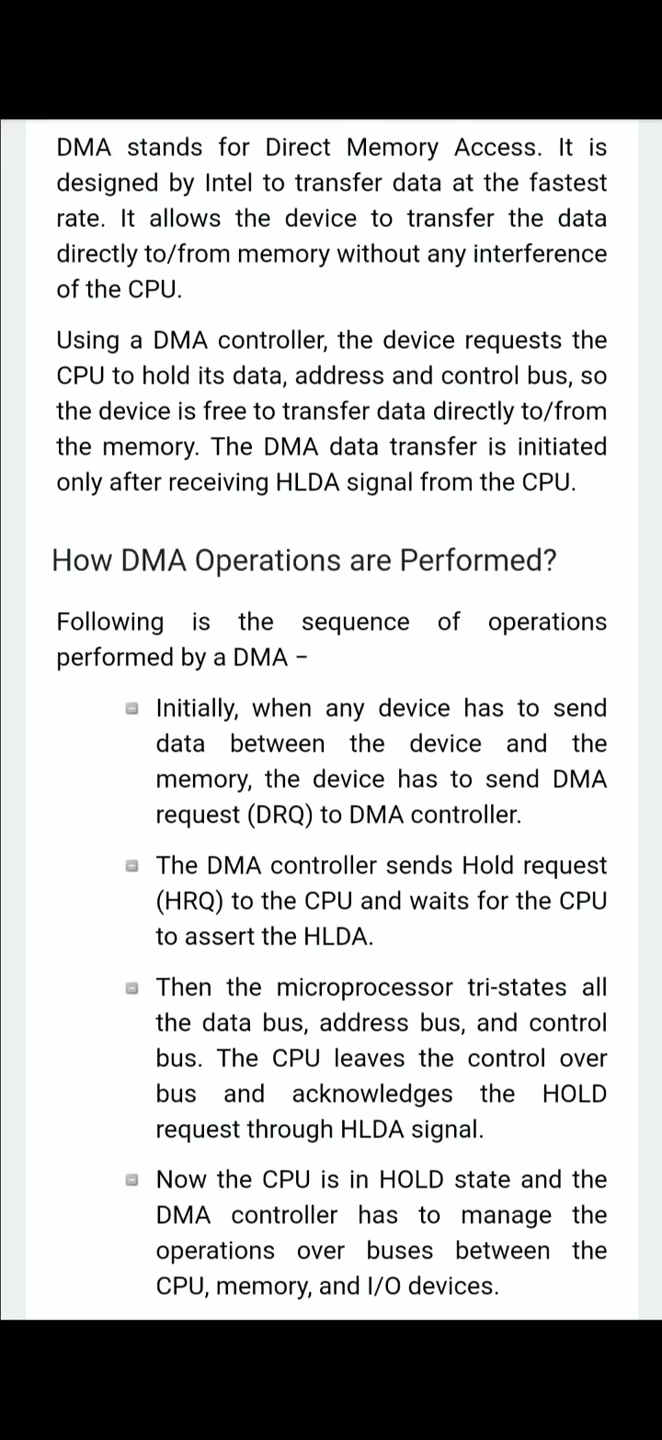 DMA stands for Direct Memory Access. It is
designed by Intel to transfer data at the fastest
rate. It allows the device to transfer the data
directly to/from memory without any interference
of the CPU.
Using a DMA controller, the device requests the
CPU to hold its data, address and control bus, so
the device is free to transfer data directly to/from
the memory. The DMA data transfer is initiated
only after receiving HLDA signal from the CPU.
How DMA Operations are Performed?
Following is the sequence of operations
performed by a DMA −
Initially, when any device has to send
data between the device and the
memory, the device has to send DMA
request (DRQ) to DMA controller.
The DMA controller sends Hold request
(HRQ) to the CPU and waits for the CPU
to assert the HLDA.
Then the microprocessor tri-states all
the data bus, address bus, and control
bus. The CPU leaves the control over
bus and acknowledges the HOLD
request through HLDA signal.
Now the CPU is in HOLD state and the
DMA controller has to manage the
operations over buses between the
CPU, memory, and I/O devices.